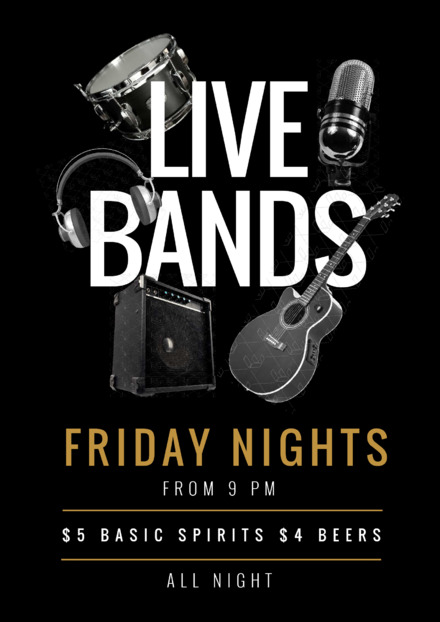 LIVE
BANDS
FRIDAY NIGHTS
FROM 9 PM
$5 BASIC SPIRITS $4 BEERS
ALL NIGHT